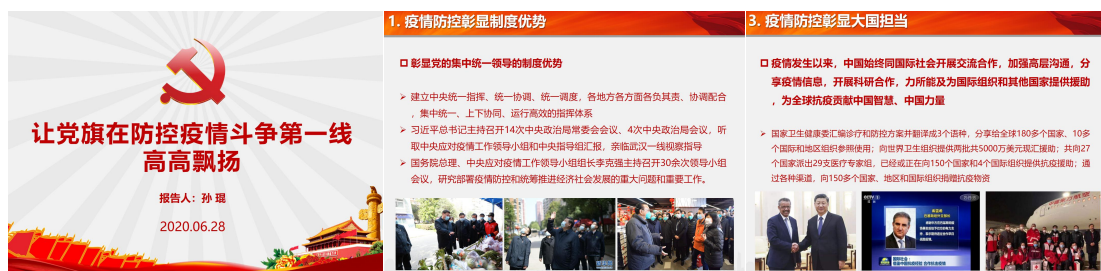 让党旗在防控疫情斗争第一线
高高飘扬
报告人：孙 琨
2020.06.28
1. 疫情防控彰显制度优势
彰显党的集中统一领导的制度优势
建立中央统一指挥、统一协调、统一调度，各地方各方面各负其责、协调配合
，集中统一、上下协同、运行高效的指挥体系
习近平总书记主持召开14次中央政治局常委会会议、4次中央政治局会议，听
取中央应对疫情工作领导小组和中央指导组汇报，亲临武汉一线视察指导
国务院总理、中央应对疫情工作领导小组组长李克强主持召开30余次领导小组
会议，研究部署疫情防控和统筹推进经济社会发展的重大问题和重要工作。
3. 疫情防控彰显大国担当
疫情发生以来，中国始终同国际社会开展交流合作，加强高层沟通，分
享疫情信息，开展科研合作，力所能及为国际组织和其他国家提供援助
，为全球抗疫贡献中国智慧、中国力量
国家卫生健康委汇编诊疗和防控方案并翻译成3个语种，分享给全球180多个国家、10多
个国际和地区组织参照使用；向世界卫生组织提供两批共5000万美元现汇援助；共向27
个国家派出29支医疗专家组，已经或正在向150个国家和4个国际组织提供抗疫援助；通
过各种渠道，向150多个国家、地区和国际组织捐赠抗疫物资